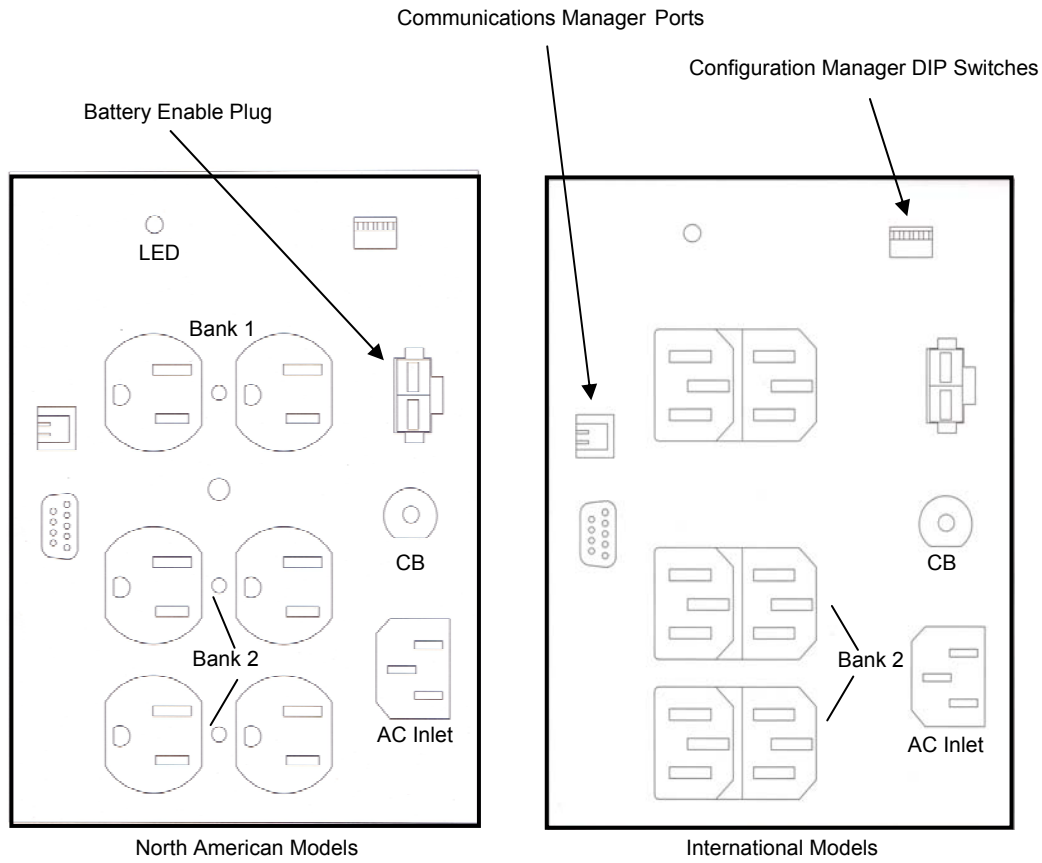 Communications Manager Ports
Configuration Manager DIP Switches
Battery Enable Plug
LED
Bank 1
CB
CB
Bank 2
Bank 2
AC Inlet
AC Inlet
North American Models
International Models